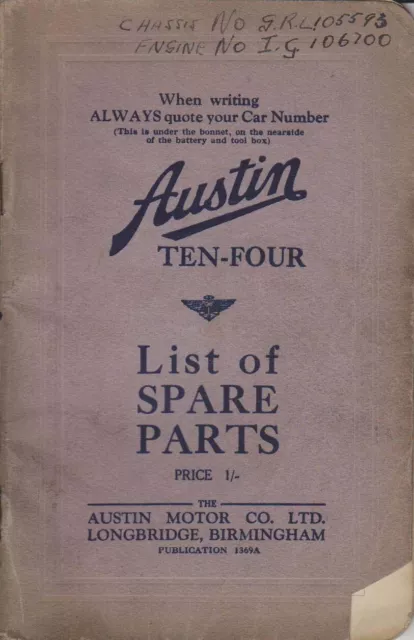 CHASSIS NO G.R.L.105593
ENGINE NO I.G 106200
When writing
ALWAYS quote your Car Number
(This is under the bonnet, on the nearside
of the battery and tool box)
Austin
TEN-FOUR
List of
SPARE
PARTS
PRICE 1/-
THE
AUSTIN MOTOR CO. LTD.
LONGBRIDGE, BIRMINGHAM
PUBLICATION 1369A